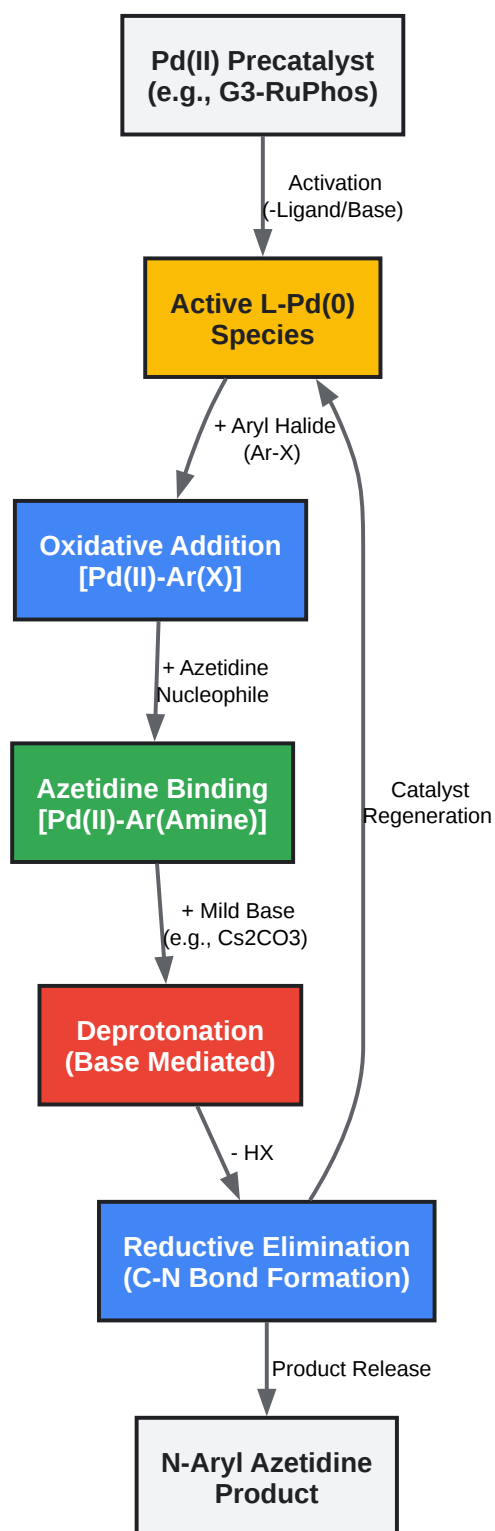 Pd(II) Precatalyst
(e.g., G3-RuPhos)
Activation
(-Ligand/Base)
Active L-Pd(0)
Species
+ Aryl Halide
(Ar-X)
Oxidative Addition
[Pd(II)-Ar(X)]
+ Azetidine
Nucleophile
Azetidine Binding
[Pd(II)-Ar(Amine)]
Catalyst
Regeneration
+ Mild Base
(e.g., Cs2CO3)
Deprotonation
(Base Mediated)
- HX
Reductive Elimination
(C-N Bond Formation)
Product Release
N-Aryl Azetidine
Product